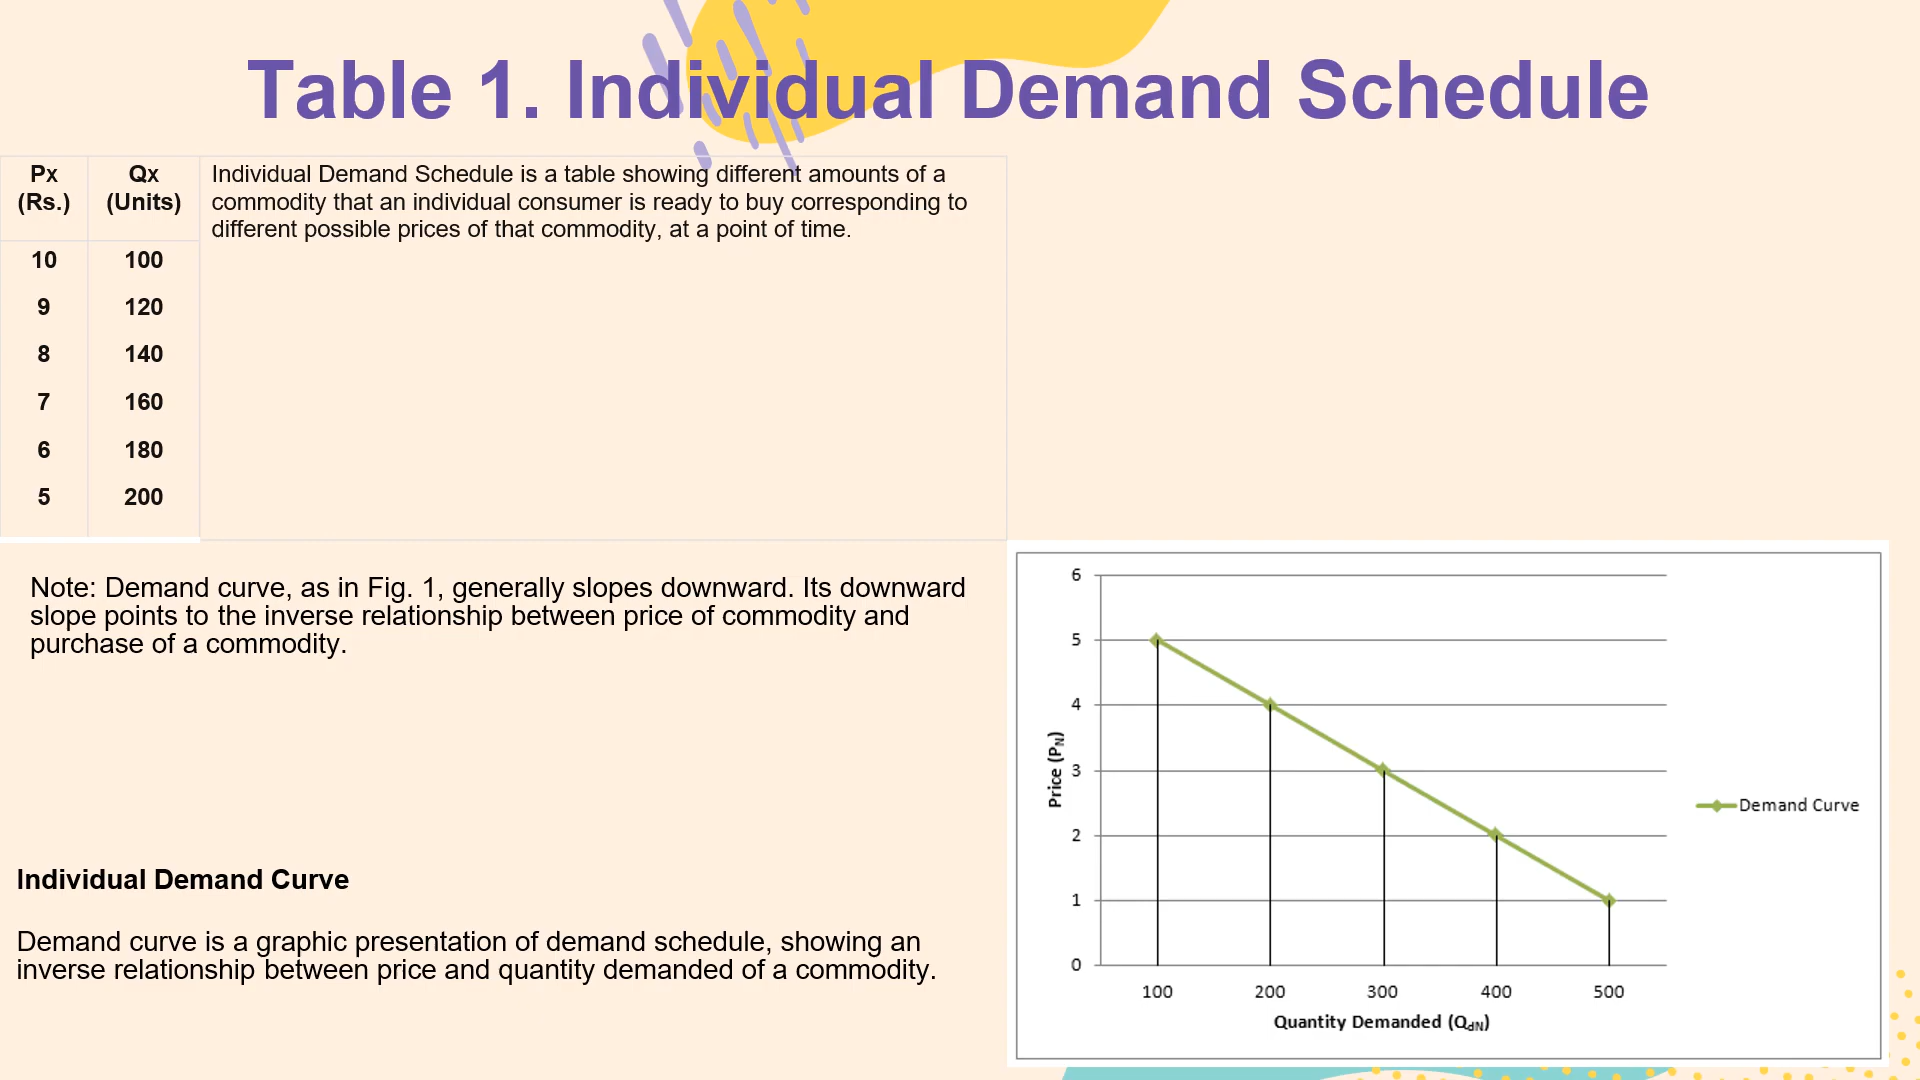 Table 1. Individual Demand Schedule
Px Qx
(Rs.) (Units)
10 100
9 120
8 140
7 160
6 180
5 200
Individual Demand Schedule is a table showing different amounts of a
commodity that an individual consumer is ready to buy corresponding to
different possible prices of that commodity, at a point of time.
Note: Demand curve, as in Fig. 1, generally slopes downward. Its downward
slope points to the inverse relationship between price of commodity and
purchase of a commodity.
Individual Demand Curve
Demand curve is a graphic presentation of demand schedule, showing an
inverse relationship between price and quantity demanded of a commodity.
6
5
4
3
2
1
0
Price (PN)
100 200 300 400 500
Quantity Demanded (QdN)
Demand Curve